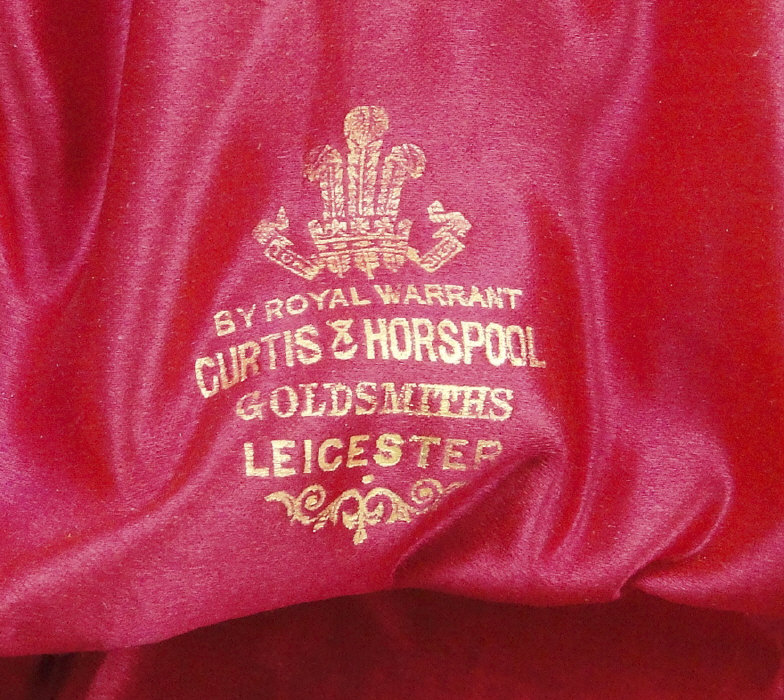 BY ROYAL WARRANT
CURTIS & HORSPOOL
GOLDSMITHS
LEICESTER